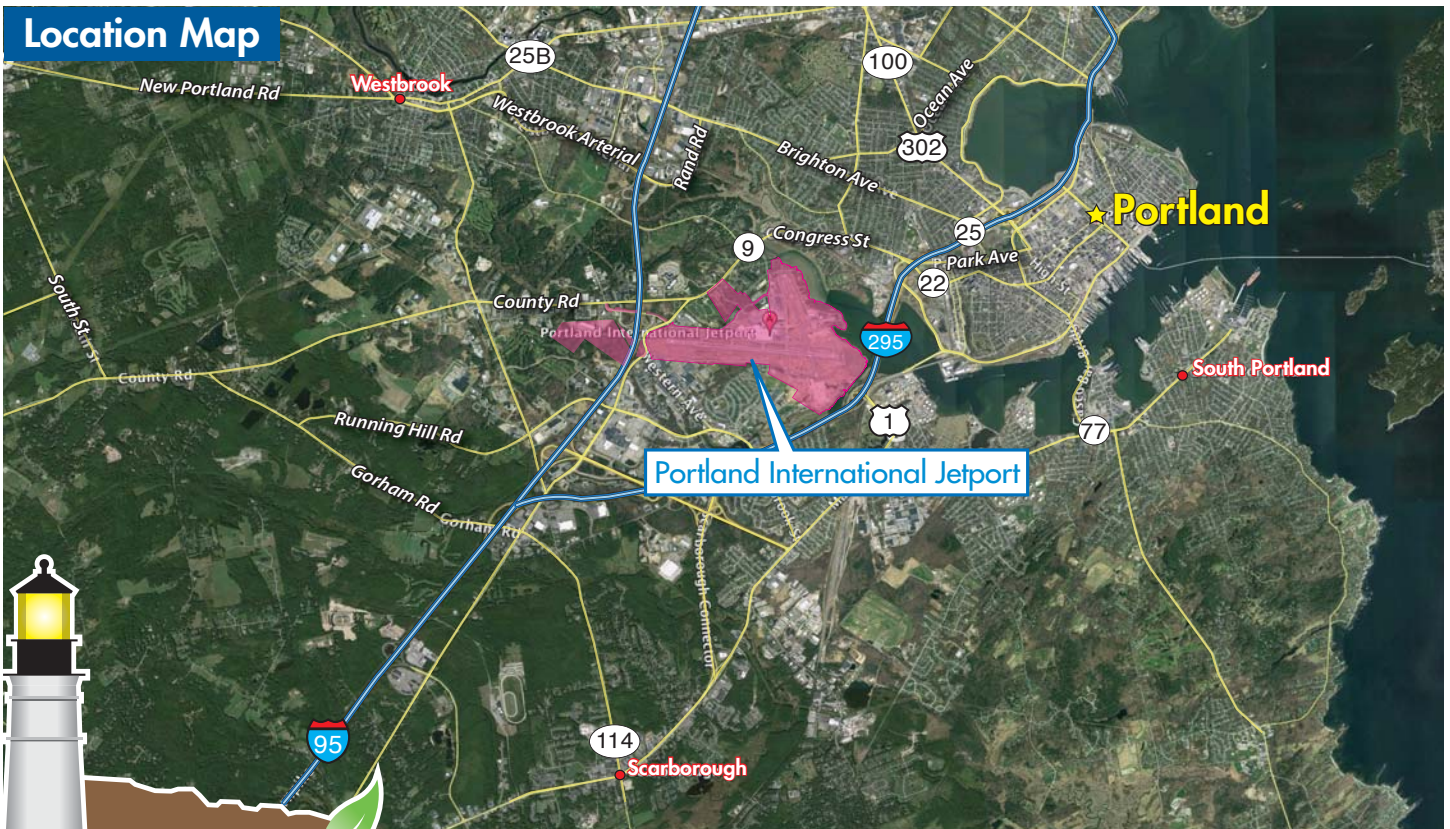 Location Map
25B
100
New Portland Rd
Westbrook
Ocean Ave
Westbrook Arterial
302
Rand Rd
Brighton Ave
Portland
9
Congress St
25
Park Ave
High St
22
County Rd
South St
Portland International Jetport
295
South Portland
County Rd
Western Ave
1
77
Running Hill Rd
Portland International Jetport
Gorham Rd
Gorham Rd
Scarborough Connector
95
114
Scarborough